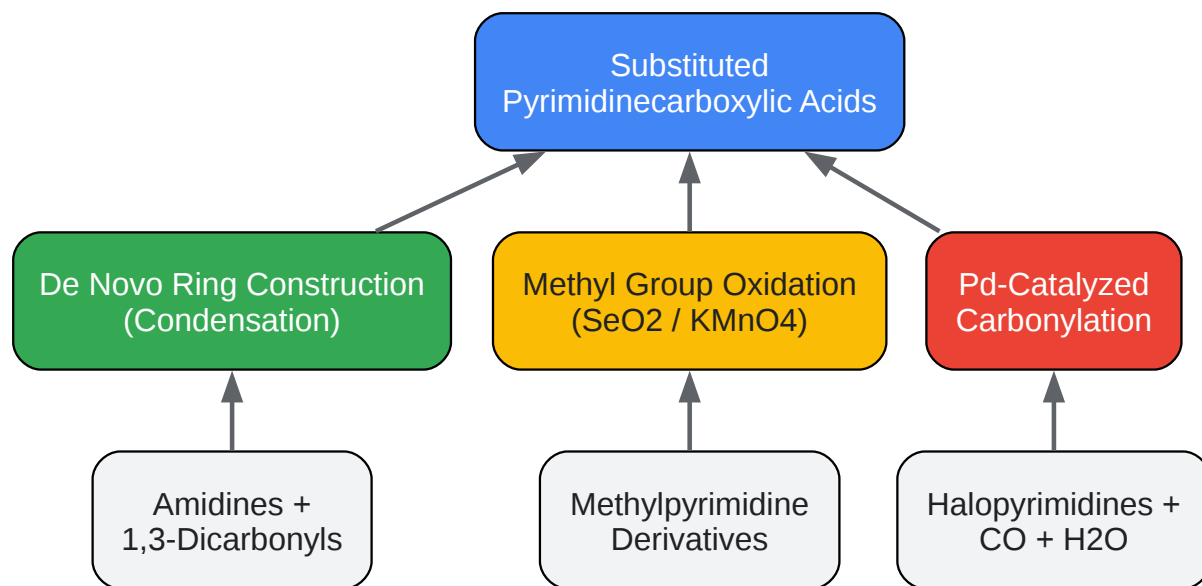 Substituted
Pyrimidinecarboxylic Acids
De Novo Ring Construction
(Condensation)
Methyl Group Oxidation
(SeO2 / KMnO4)
Pd-Catalyzed
Carbonylation
Amidines +
1,3-Dicarbonyls
Methylpyrimidine
Derivatives
Halopyrimidines +
CO + H2O